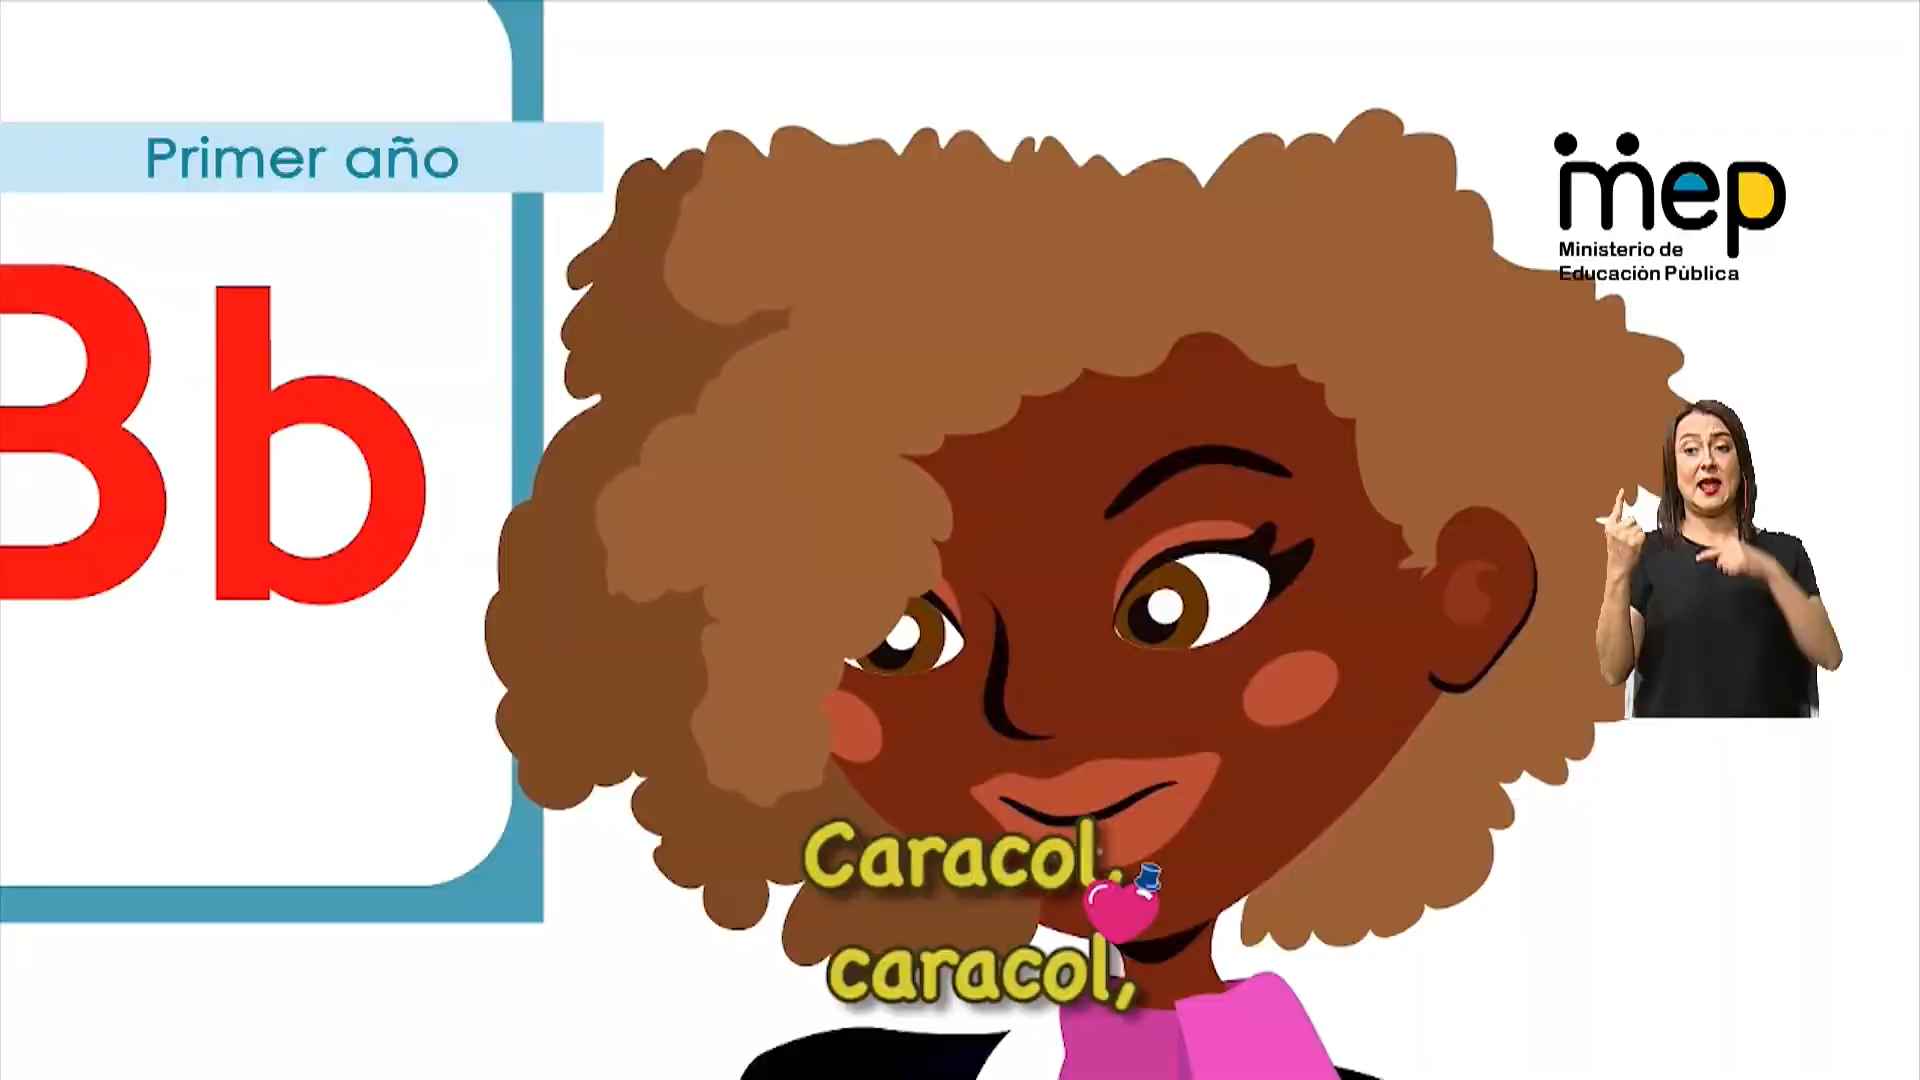 Primer año
Bb
mep
Ministerio de
Educación Pública
Caracol,
caracol,